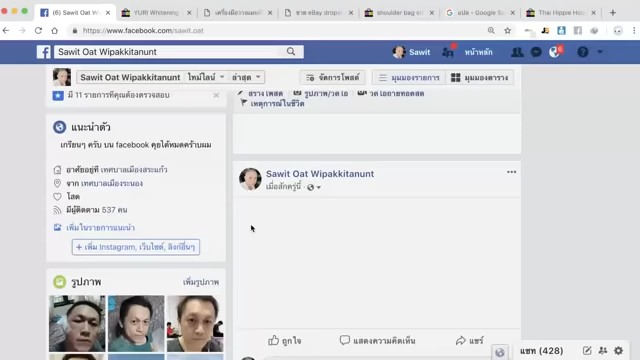 (6) Sawit Oat Wipakkitan
YURI Whitening
เครื่องมือวางแผนคำ
ขาด eBay dropsh
shoulder bag sto
แปล - Google Se
Thai Hippie Hobo
https://www.facebook.com/sawit.oat
Sawit Oat Wipakkitanunt
Sawit
หน้าหลัก
Sawit Oat Wipakkitanunt
ไทม์ไลน์
ล่าสุด
จัดการโพสต์
มุมมองรายการ
มุมมองตาราง
มี 11 รายการที่คุณต้องตรวจสอบ
สร้างโพสต์
รูปภาพ/วิดีโอ
วิดีโอถ่ายทอดสด
เหตุการณ์ในชีวิต
แนะนำตัว
เกรียนๆ ครับ บน facebook คุยได้หมดคร้าบผม
อาศัยอยู่ที่ เทศบาลเมืองสระแก้ว
จาก เทศบาลเมืองระนอง
โสด
มีผู้ติดตาม 537 คน
เพิ่มในรายการแนะนำ
+ เพิ่ม Instagram, เว็บไซต์, ลิงก์อื่นๆ
Sawit Oat Wipakkitanunt
เมื่อสักครู่นี้
รูปภาพ
เพิ่มรูปภาพ
ถูกใจ
แสดงความคิดเห็น
แชร์
แชท (428)